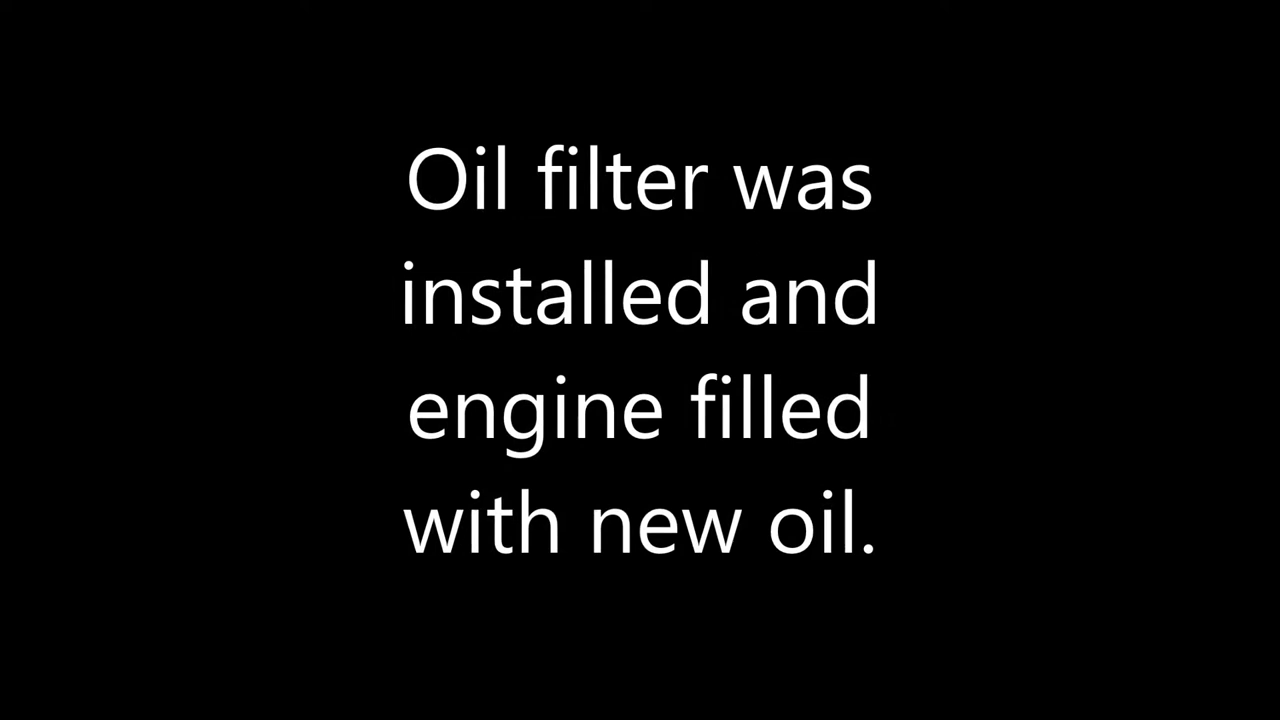 Oil filter was
installed and
engine filled
with new oil.